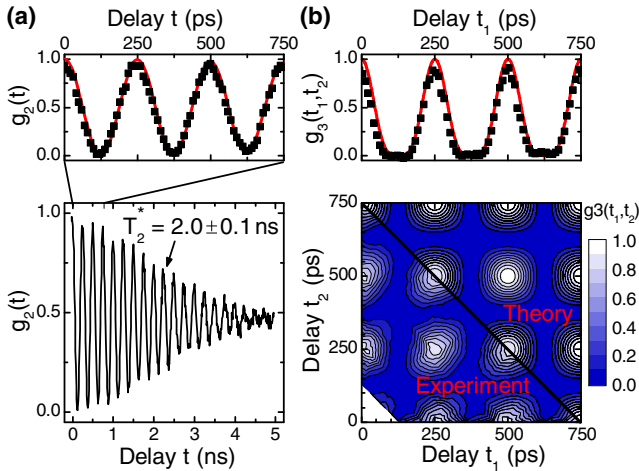 (a)
Delay t (ps)
0 250 500 750
1.0
0.5
0.0
g2(t)
1.0
0.5
0.0
g2(t)
T2* = 2.0±0.1 ns
0 1 2 3 4 5
Delay t (ns)
(b)
Delay t1 (ps)
0 250 500 750
1.0
0.5
0.0
g3(t1,t2)
750
500
250
0
Delay t2 (ps)
Theory
Experiment
0 250 500 750
Delay t1 (ps)
g3(t1,t2)
1.0
0.8
0.6
0.4
0.2
0.0